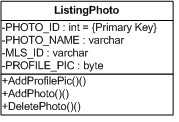 ListingPhoto
-PHOTO_ID : int = {Primary Key}
-PHOTO_NAME : varchar
-MLS_ID : varchar
-PROFILE_PIC : byte
+AddProfilePic()()
+AddPhoto()()
+DeletePhoto()()